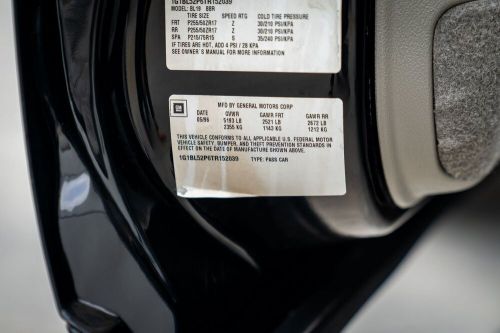 1G1BL52P6TR152039
MODEL: BL19 BBR
TIRE SIZE SPEED RTG COLD TIRE PRESSURE
FRT P255/50ZR17 Z 30/210 PSI/KPA
RR P255/50ZR17 Z 30/210 PSI/KPA
SPA P215/75R15 S 35/240 PSI/KPA
IF TIRES ARE HOT, ADD 4 PSI / 28 KPA
SEE OWNER'S MANUAL FOR MORE INFORMATION
GM
MFD BY GENERAL MOTORS CORP
DATE GVWR GAWR FRT GAWR RR
05/96 5193 LB 2521 LB 2672 LB
2355 KG 1143 KG 1212 KG
THIS VEHICLE CONFORMS TO ALL APPLICABLE U.S. FEDERAL MOTOR
VEHICLE SAFETY, BUMPER, AND THEFT PREVENTION STANDARDS IN
EFFECT ON THE DATE OF MANUFACTURE SHOWN ABOVE.
1G1BL52P6TR152039 TYPE: PASS CAR